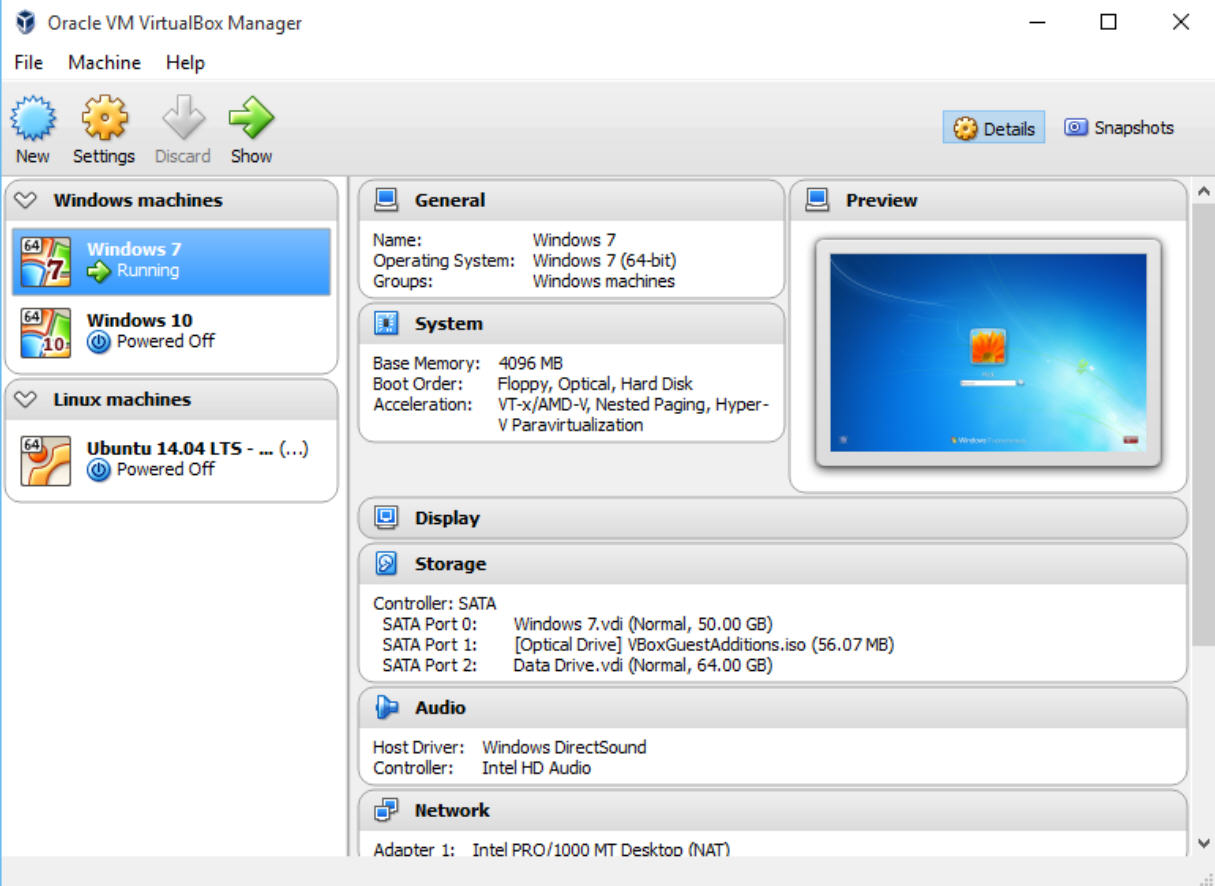 Oracle VM VirtualBox Manager
File Machine Help
New Settings Discard Show
Details Snapshots
Windows machines
64 7
Windows 7
Running
64 10
Windows 10
Powered Off
Linux machines
64
Ubuntu 14.04 LTS - ... (...)
Powered Off
General
Name: Windows 7
Operating System: Windows 7 (64-bit)
Groups: Windows machines
System
Base Memory: 4096 MB
Boot Order: Floppy, Optical, Hard Disk
Acceleration: VT-x/AMD-V, Nested Paging, Hyper-
V Paravirtualization
Preview
Windows
Display
Storage
Controller: SATA
SATA Port 0: Windows 7.vdi (Normal, 50.00 GB)
SATA Port 1: [Optical Drive] VBoxGuestAdditions.iso (56.07 MB)
SATA Port 2: Data Drive.vdi (Normal, 64.00 GB)
Audio
Host Driver: Windows DirectSound
Controller: Intel HD Audio
Network
Adapter 1: Intel PRO/1000 MT Desktop (NAT)